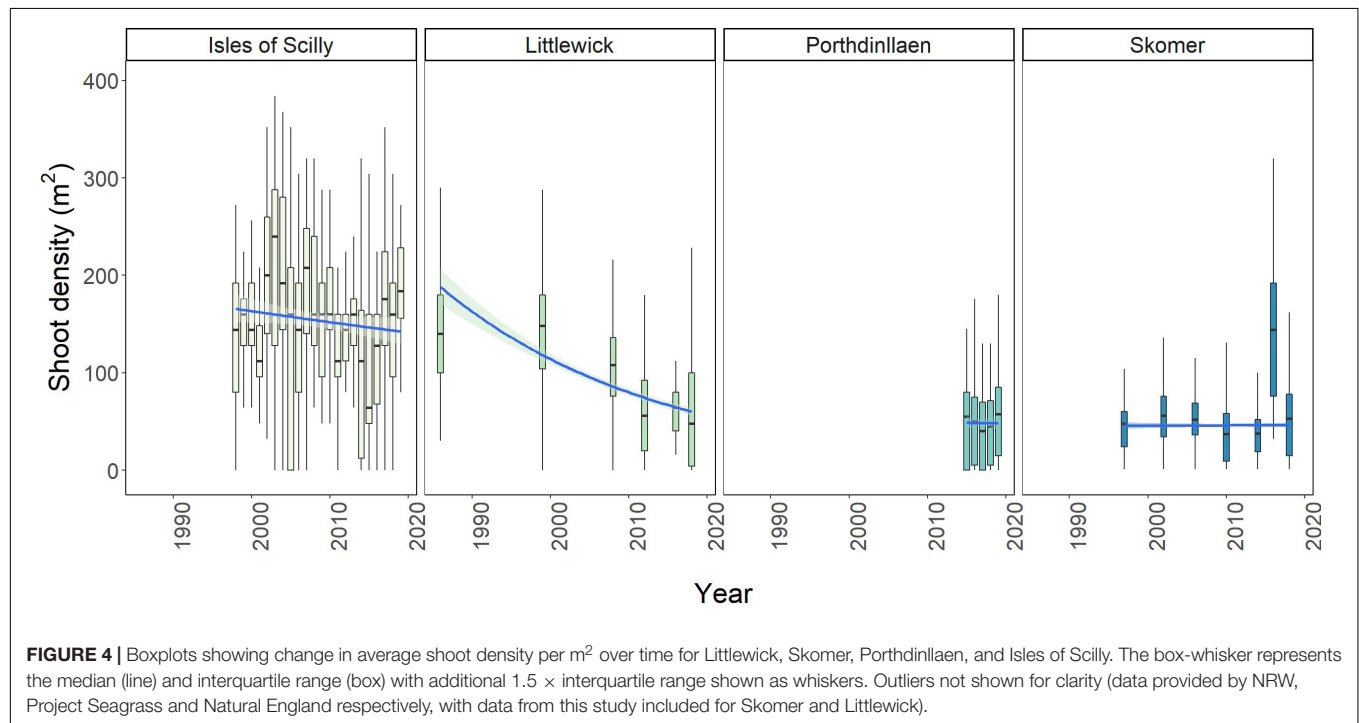 Isles of Scilly
Littlewick
Porthdinllaen
Skomer
Shoot density (m²)
400
300
200
100
0
1990
2000
2010
2020
1990
2000
2010
2020
1990
2000
2010
2020
1990
2000
2010
2020
Year
FIGURE 4 | Boxplots showing change in average shoot density per m² over time for Littlewick, Skomer, Porthdinllaen, and Isles of Scilly. The box-whisker represents
the median (line) and interquartile range (box) with additional 1.5 × interquartile range shown as whiskers. Outliers not shown for clarity (data provided by NRW,
Project Seagrass and Natural England respectively, with data from this study included for Skomer and Littlewick).